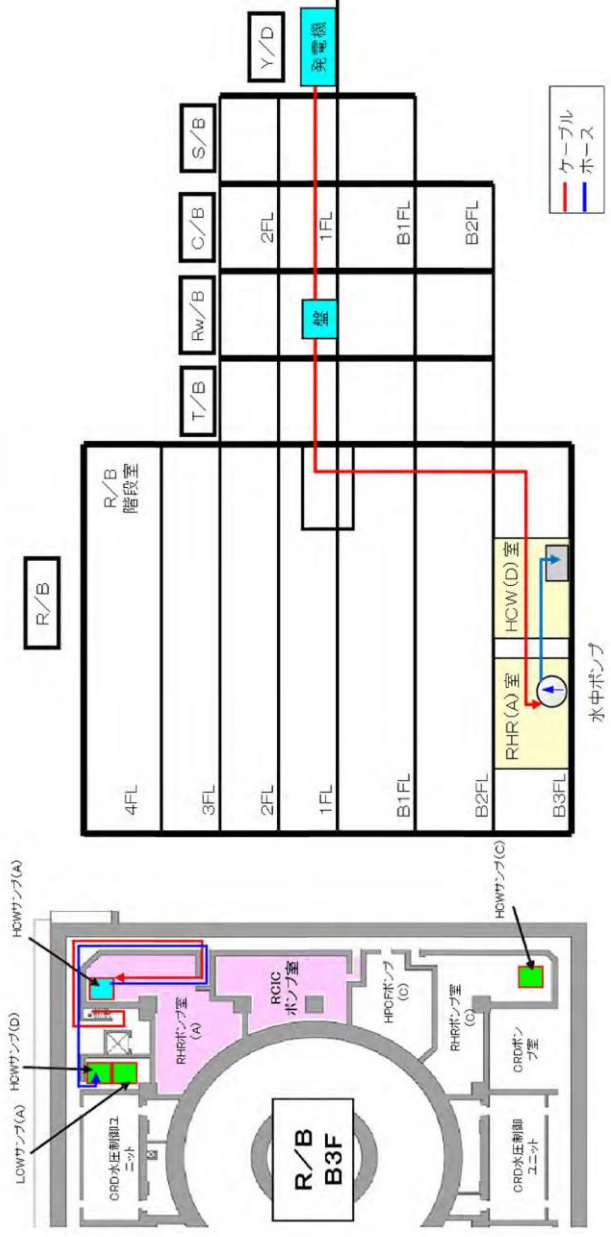 R/B
T/B
Rw/B
C/B
S/B
Y/D
R/B
階段室
4FL
3FL
2FL
1FL
B1FL
B2FL
B3FL
2FL
1FL
B1FL
B2FL
盤
発電機
RHR(A)室
HCW(D)室
水中ポンプ
ケーブル
ホース
LCWサンプ(A)
HCWサンプ(D)
HCWサンプ(A)
HCWサンプ(C)
CRD水圧制御ユ
ニット
RHRポンプ室
(A)
RCIC
ポンプ室
HPCFポンプ
(C)
RHRポンプ室
(C)
CRDポン
プ室
CRD水圧制御
ユニット
R/B
B3F